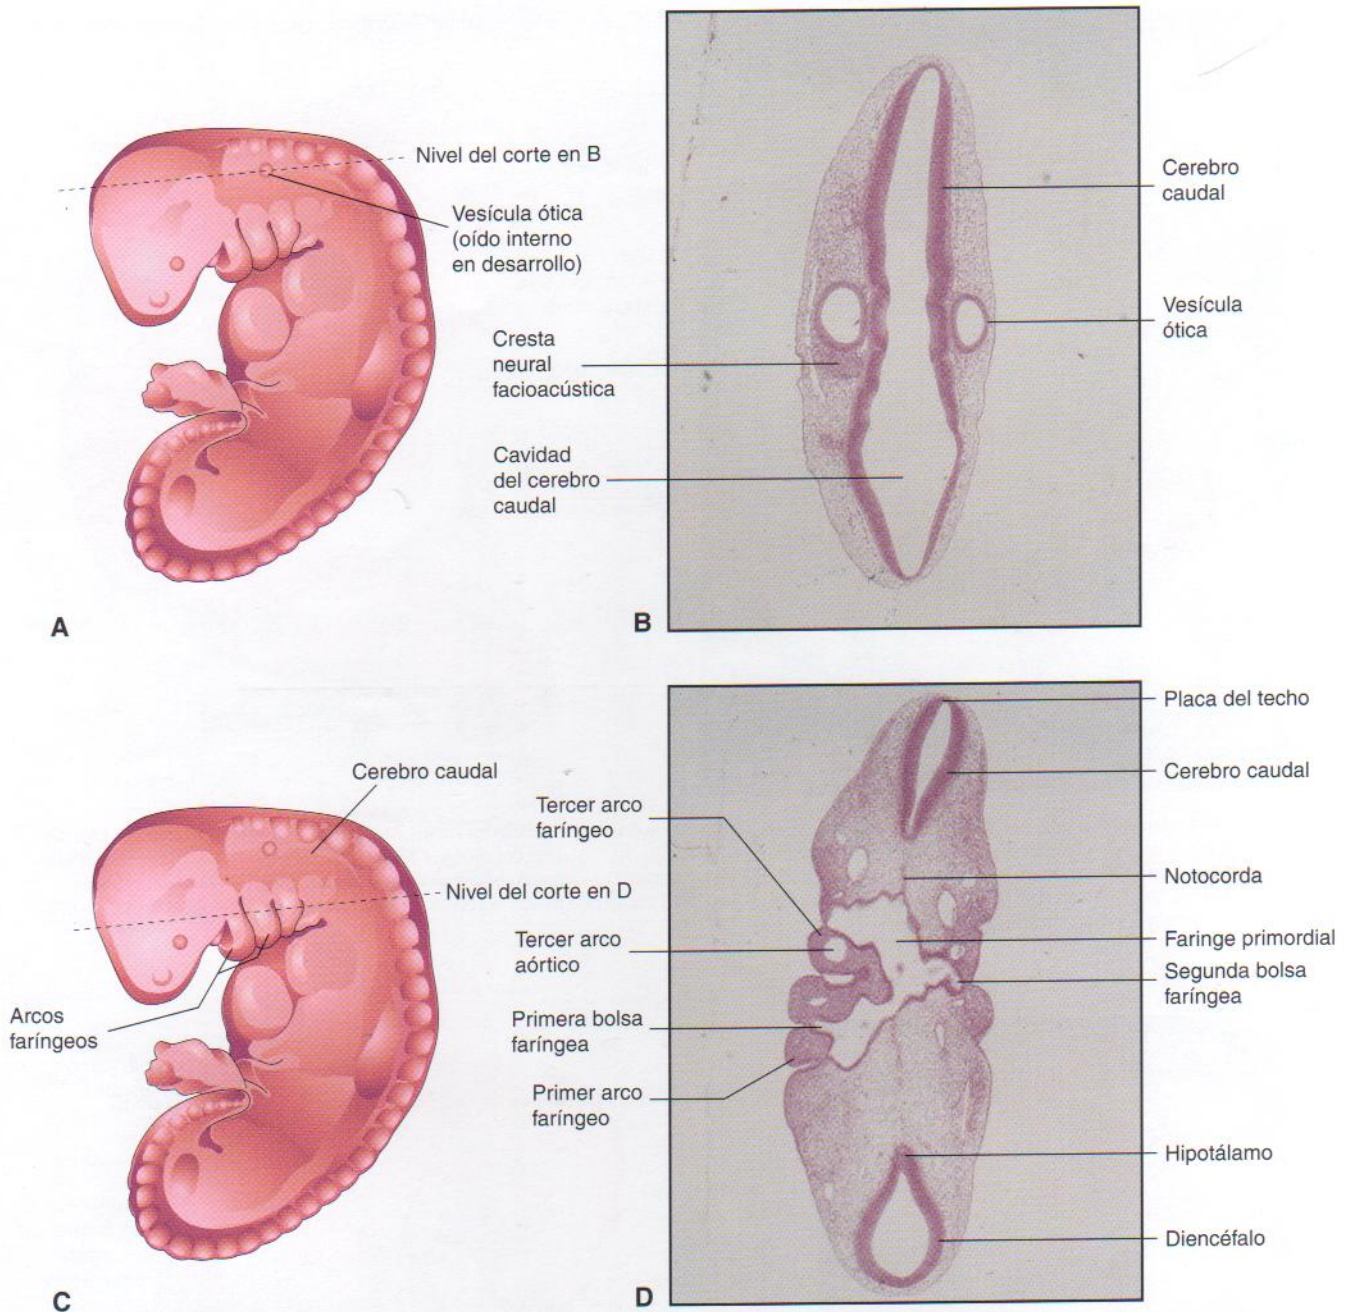 Nivel del corte en B
Vesícula ótica
(oído interno
en desarrollo)
A
Cerebro
caudal
Vesícula
ótica
Cresta
neural
facioacústica
Cavidad
del cerebro
caudal
B
Cerebro caudal
Nivel del corte en D
Arcos
faríngeos
C
Placa del techo
Cerebro caudal
Tercer arco
faríngeo
Notocorda
Tercer arco
aórtico
Faringe primordial
Segunda bolsa
faríngea
Primera bolsa
faríngea
Primer arco
faríngeo
Hipotálamo
Diencéfalo
D